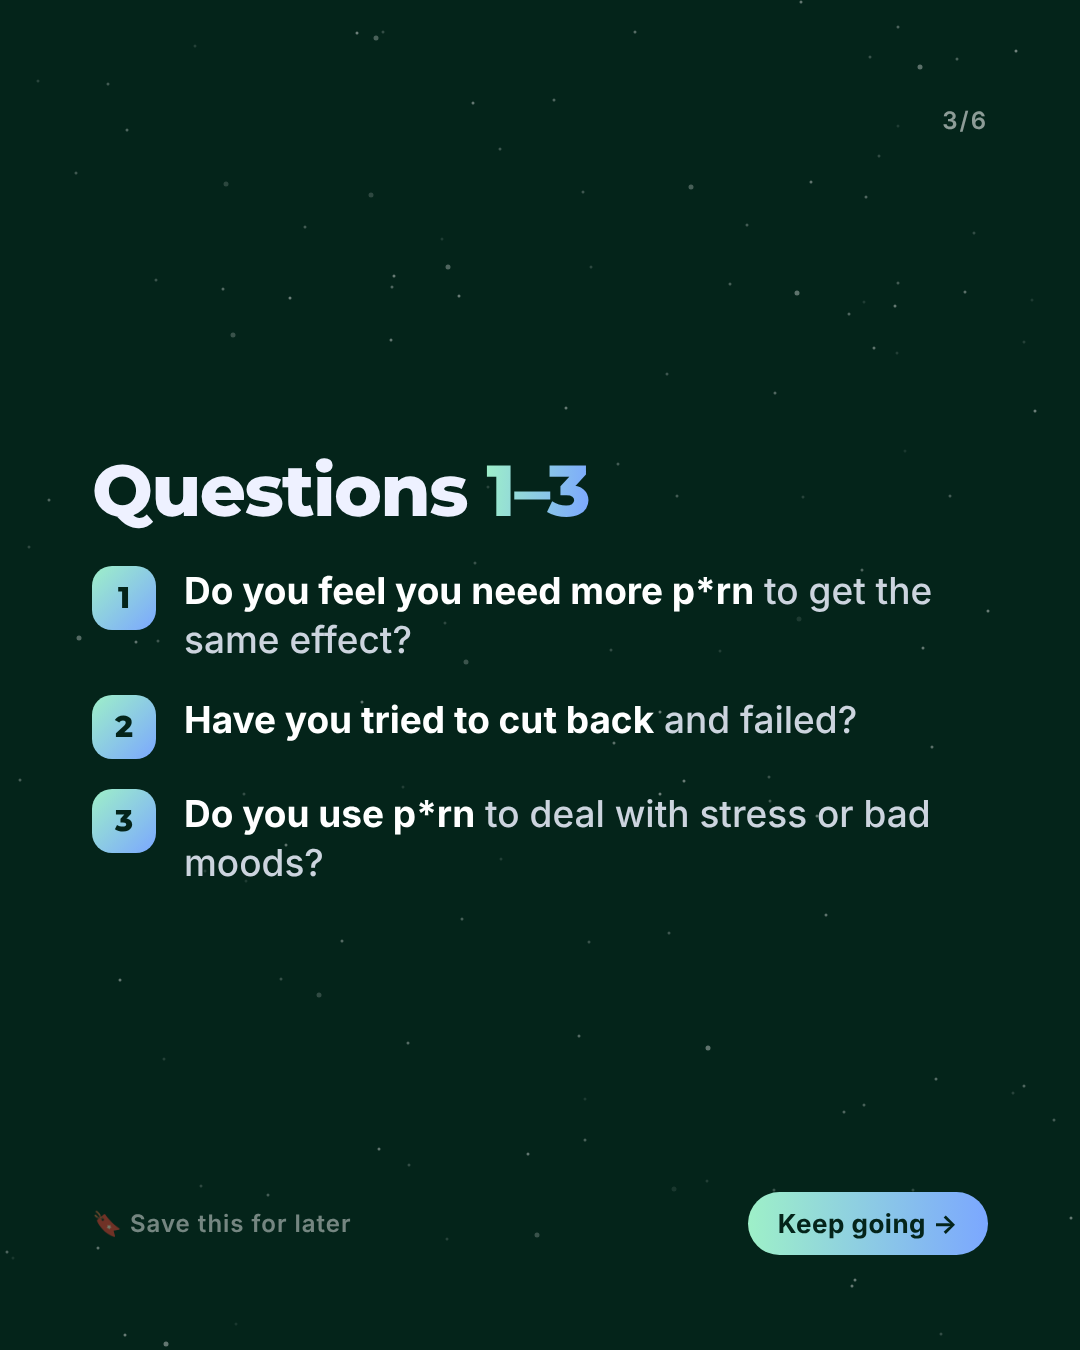 3/6
Questions 1–3
1 Do you feel you need more p*rn to get the
same effect?
2 Have you tried to cut back and failed?
3 Do you use p*rn to deal with stress or bad
moods?
🔖 Save this for later
Keep going →